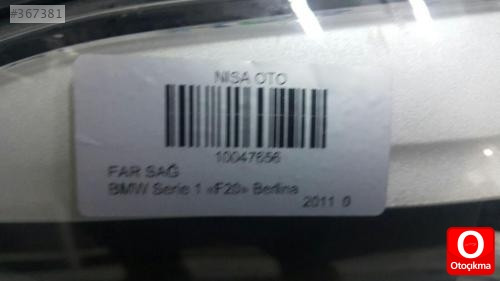 #367381
NISA OTO
10047656
FAR SAĞ
BMW Serie 1 «F20» Berlina
2011 0
O
Otoçıkma